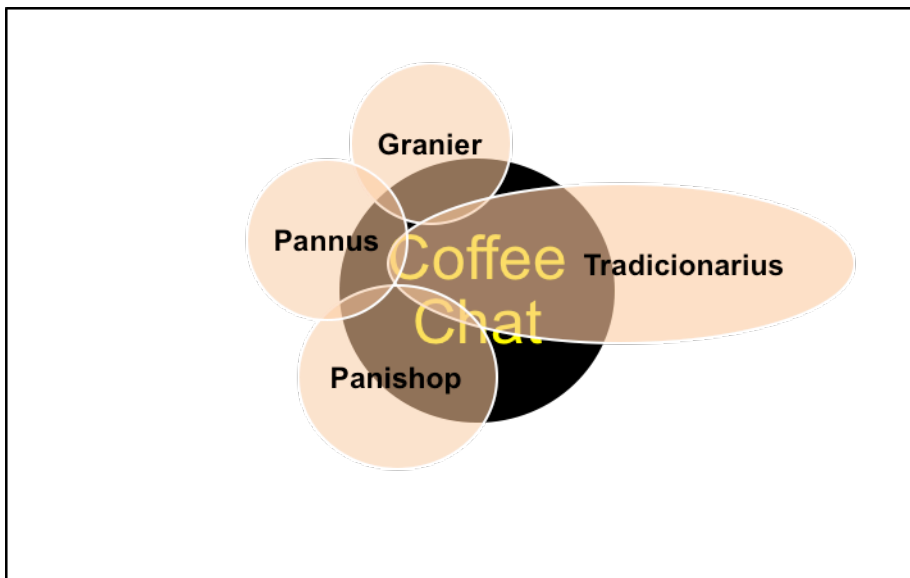 Granier
Pannus
Coffee
Chat
Tradicionarius
Panishop